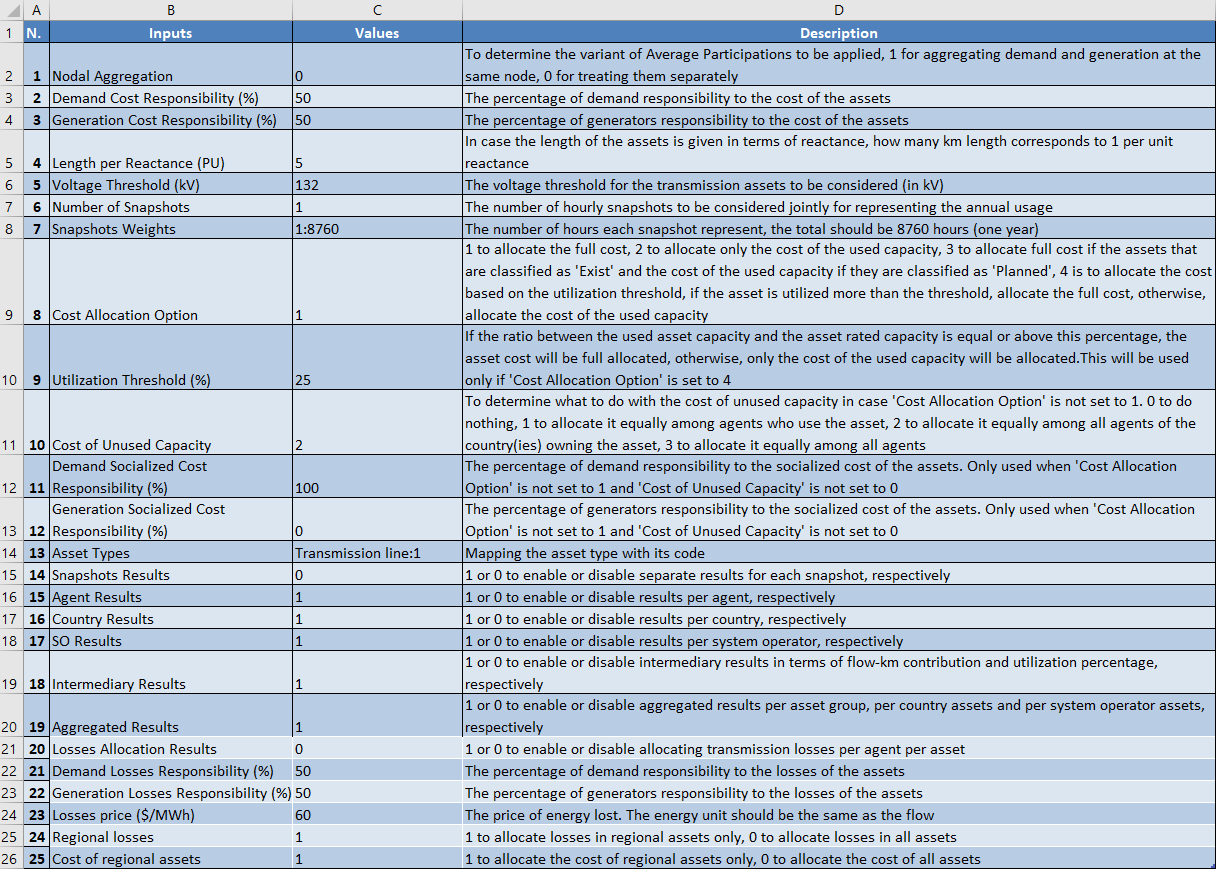 A B C D
1 N. Inputs Values Description
To determine the variant of Average Participations to be applied, 1 for aggregating demand and generation at the
2 1 Nodal Aggregation 0 same node, 0 for treating them separately
3 2 Demand Cost Responsibility (%) 50 The percentage of demand responsibility to the cost of the assets
4 3 Generation Cost Responsibility (%) 50 The percentage of generators responsibility to the cost of the assets
In case the length of the assets is given in terms of reactance, how many km length corresponds to 1 per unit
5 4 Length per Reactance (PU) 5 reactance
6 5 Voltage Threshold (kV) 132 The voltage threshold for the transmission assets to be considered (in kV)
7 6 Number of Snapshots 1 The number of hourly snapshots to be considered jointly for representing the annual usage
8 7 Snapshots Weights 1:8760 The number of hours each snapshot represent, the total should be 8760 hours (one year)
1 to allocate the full cost, 2 to allocate only the cost of the used capacity, 3 to allocate full cost if the assets that
are classified as 'Exist' and the cost of the used capacity if they are classified as 'Planned', 4 is to allocate the cost
based on the utilization threshold, if the asset is utilized more than the threshold, allocate the full cost, otherwise,
9 8 Cost Allocation Option 1 allocate the cost of the used capacity
If the ratio between the used asset capacity and the asset rated capacity is equal or above this percentage, the
asset cost will be full allocated, otherwise, only the cost of the used capacity will be allocated.This will be used
10 9 Utilization Threshold (%) 25 only if 'Cost Allocation Option' is set to 4
To determine what to do with the cost of unused capacity in case 'Cost Allocation Option' is not set to 1. 0 to do
nothing, 1 to allocate it equally among agents who use the asset, 2 to allocate it equally among all agents of the
11 10 Cost of Unused Capacity 2 country(ies) owning the asset, 3 to allocate it equally among all agents
Demand Socialized Cost The percentage of demand responsibility to the socialized cost of the assets. Only used when 'Cost Allocation
12 11 Responsibility (%) 100 Option' is not set to 1 and 'Cost of Unused Capacity' is not set to 0
Generation Socialized Cost The percentage of generators responsibility to the socialized cost of the assets. Only used when 'Cost Allocation
13 12 Responsibility (%) 0 Option' is not set to 1 and 'Cost of Unused Capacity' is not set to 0
14 13 Asset Types Transmission line:1 Mapping the asset type with its code
15 14 Snapshots Results 0 1 or 0 to enable or disable separate results for each snapshot, respectively
16 15 Agent Results 1 1 or 0 to enable or disable results per agent, respectively
17 16 Country Results 1 1 or 0 to enable or disable results per country, respectively
18 17 SO Results 1 1 or 0 to enable or disable results per system operator, respectively
1 or 0 to enable or disable intermediary results in terms of flow-km contribution and utilization percentage,
19 18 Intermediary Results 1 respectively
1 or 0 to enable or disable aggregated results per asset group, per country assets and per system operator assets,
20 19 Aggregated Results 1 respectively
21 20 Losses Allocation Results 0 1 or 0 to enable or disable allocating transmission losses per agent per asset
22 21 Demand Losses Responsibility (%) 50 The percentage of demand responsibility to the losses of the assets
23 22 Generation Losses Responsibility (%) 50 The percentage of generators responsibility to the losses of the assets
24 23 Losses price ($/MWh) 60 The price of energy lost. The energy unit should be the same as the flow
25 24 Regional losses 1 1 to allocate losses in regional assets only, 0 to allocate losses in all assets
26 25 Cost of regional assets 1 1 to allocate the cost of regional assets only, 0 to allocate the cost of all assets